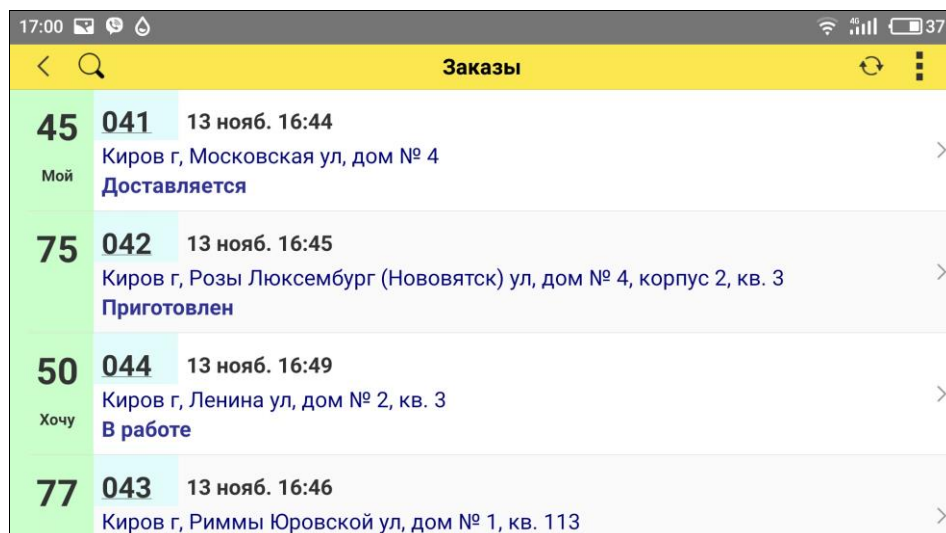 17:00 4G 37
Заказы
45 041 13 нояб. 16:44
Киров г, Московская ул, дом № 4
Мой
Доставляется
75 042 13 нояб. 16:45
Киров г, Розы Люксембург (Нововятск) ул, дом № 4, корпус 2, кв. 3
Приготовлен
50 044 13 нояб. 16:49
Киров г, Ленина ул, дом № 2, кв. 3
Хочу
В работе
77 043 13 нояб. 16:46
Киров г, Риммы Юровской ул, дом № 1, кв. 113